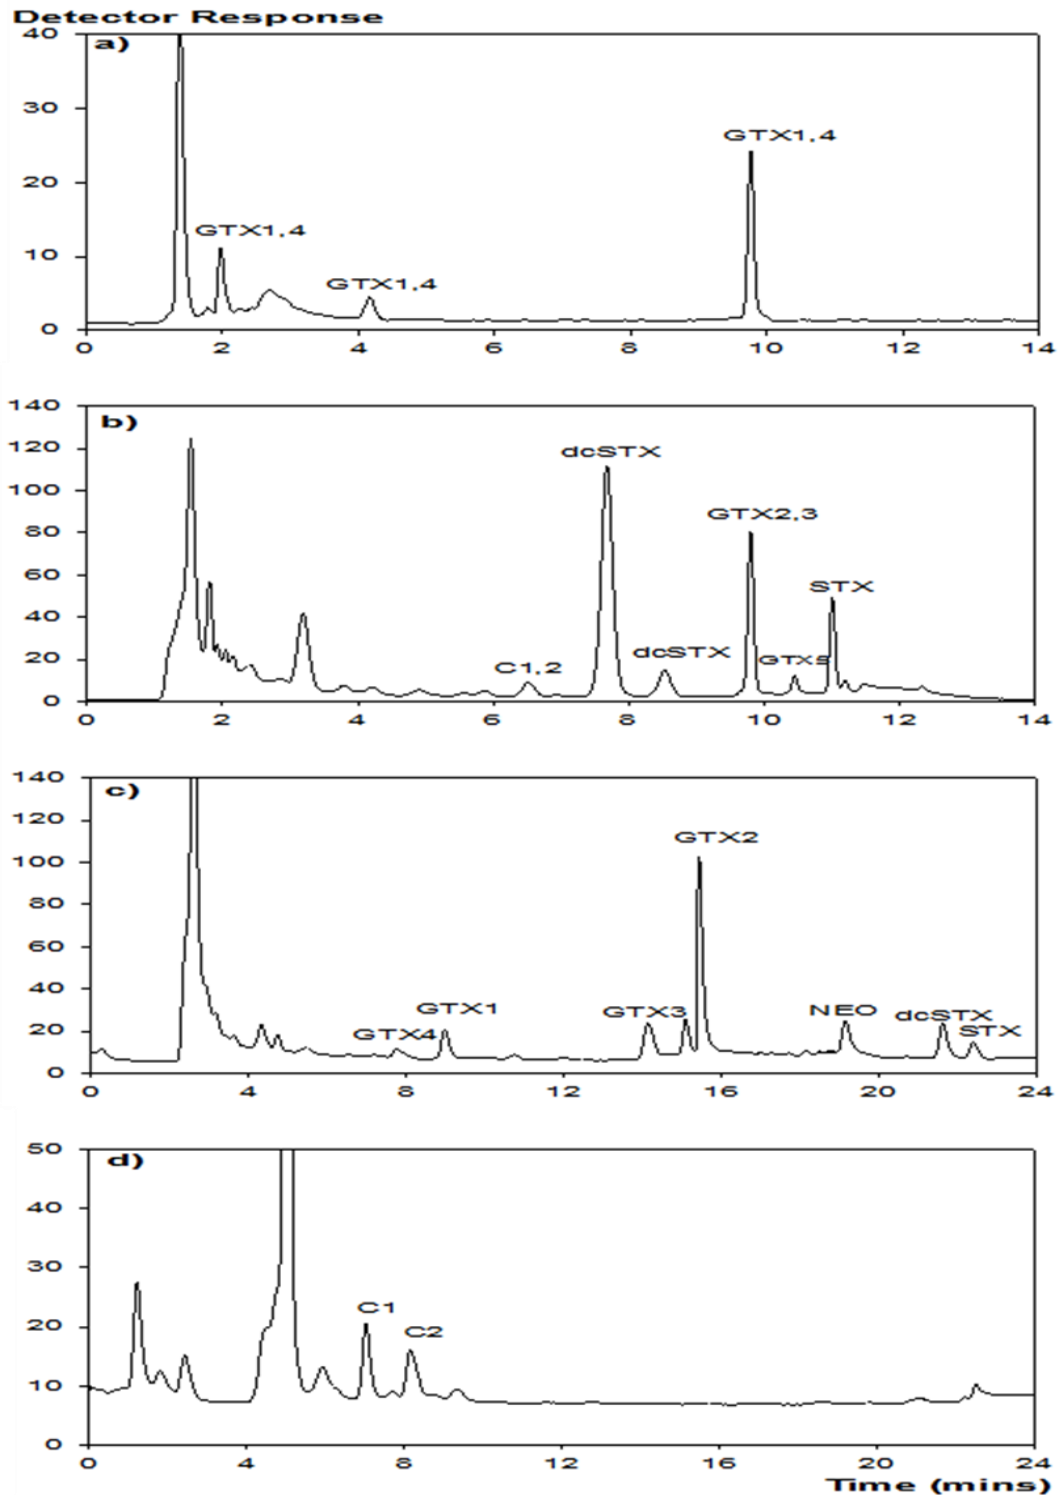 Detector Response
40
a)
30
GTX1,4
20
GTX1,4
10
GTX1,4
0
0 2 4 6 8 10 12 14
140
b)
120
dcSTX
100
GTX2,3
80
60
STX
40
dcSTX
20
C1,2
GTX5
0
0 2 4 6 8 10 12 14
140
c)
120
GTX2
100
80
60
40
GTX1
GTX3
NEO
dcSTX
20
GTX4
STX
0
0 4 8 12 16 20 24
50
d)
40
30
C1
20
C2
10
0
0 4 8 12 16 20 24
Time (mins)